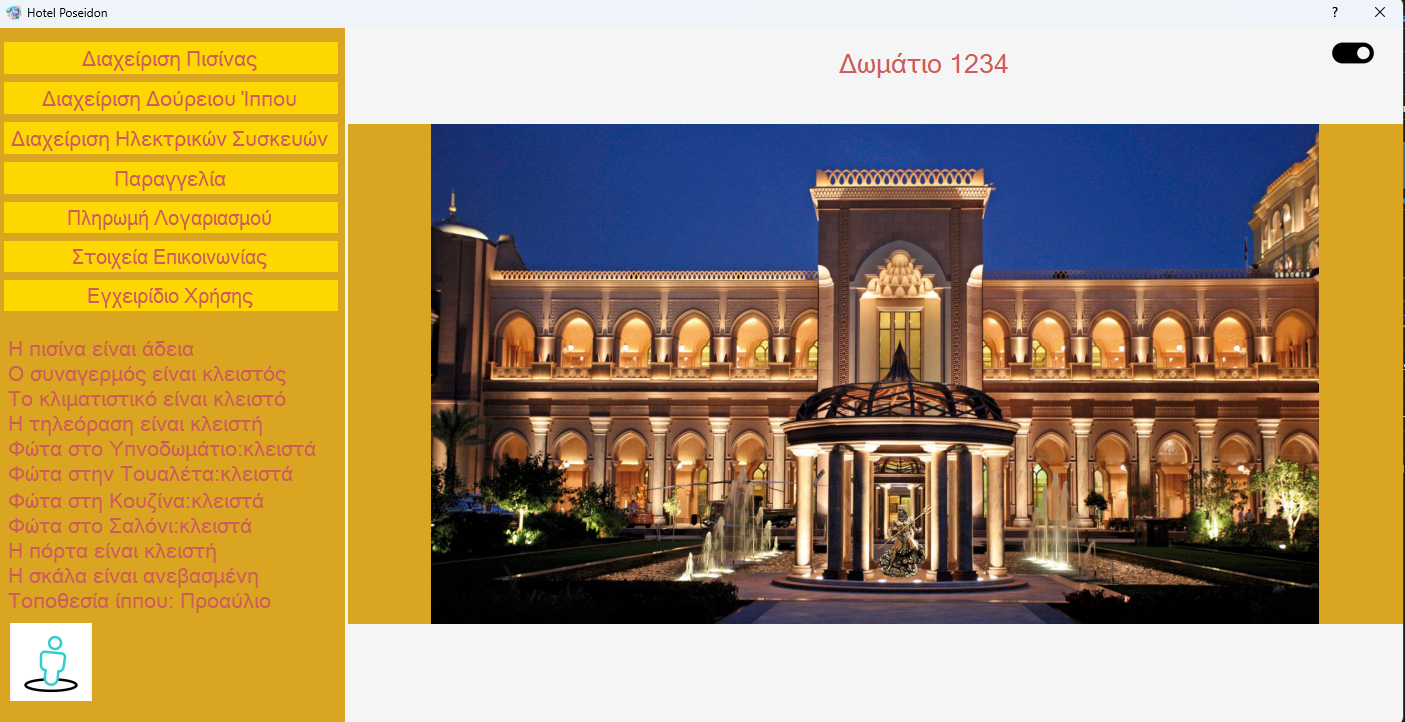 Hotel Poseidon
?
Διαχείριση Πισίνας
Διαχείριση Δούρειου Ίππου
Διαχείριση Ηλεκτρικών Συσκευών
Παραγγελία
Πληρωμή Λογαριασμού
Στοιχεία Επικοινωνίας
Εγχειρίδιο Χρήσης
Η πισίνα είναι άδεια
Ο συναγερμός είναι κλειστός
Το κλιματιστικό είναι κλειστό
Η τηλεόραση είναι κλειστή
Φώτα στο Υπνοδωμάτιο:κλειστά
Φώτα στην Τουαλέτα:κλειστά
Φώτα στη Κουζίνα:κλειστά
Φώτα στο Σαλόνι:κλειστά
Η πόρτα είναι κλειστή
Η σκάλα είναι ανεβασμένη
Τοποθεσία ίππου: Προαύλιο
Δωμάτιο 1234